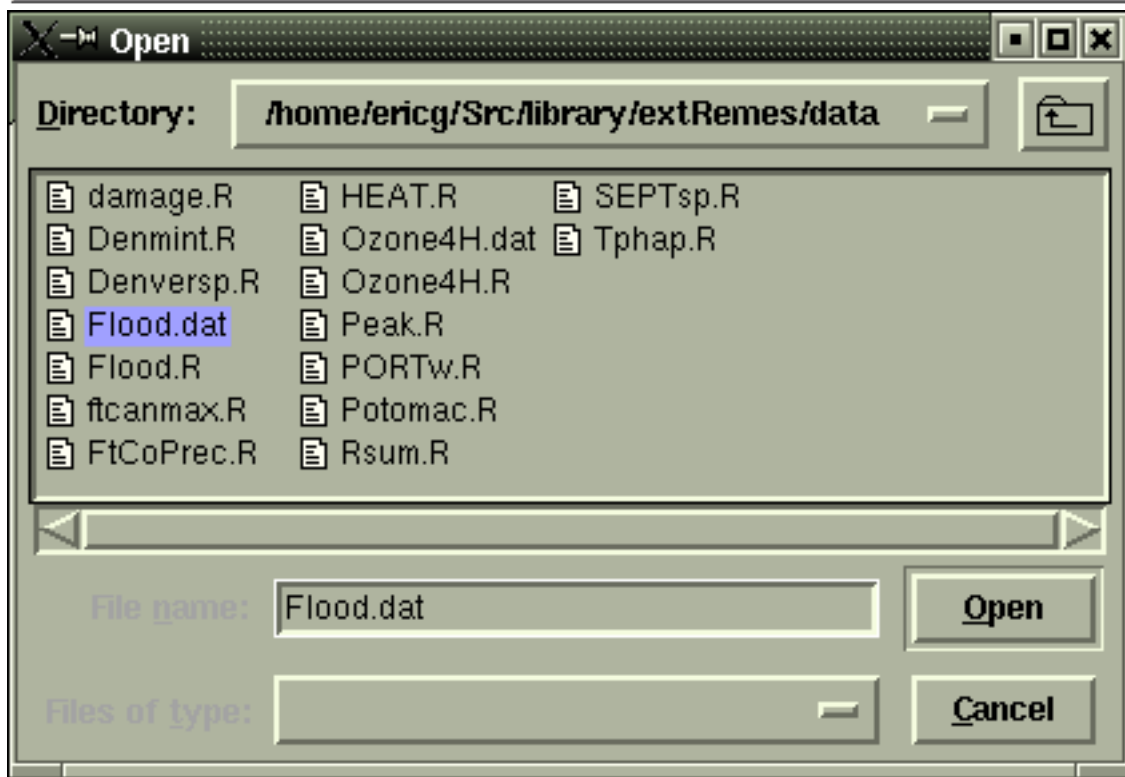 Open
Directory: /home/ericg/Src/library/extRemes/data
damage.R HEAT.R SEPTsp.R
Denmint.R Ozone4H.dat Tphap.R
Denversp.R Ozone4H.R
Flood.dat Peak.R
Flood.R PORTw.R
ftcanmax.R Potomac.R
FtCoPrec.R Rsum.R
File name: Flood.dat Open
Files of type: Cancel